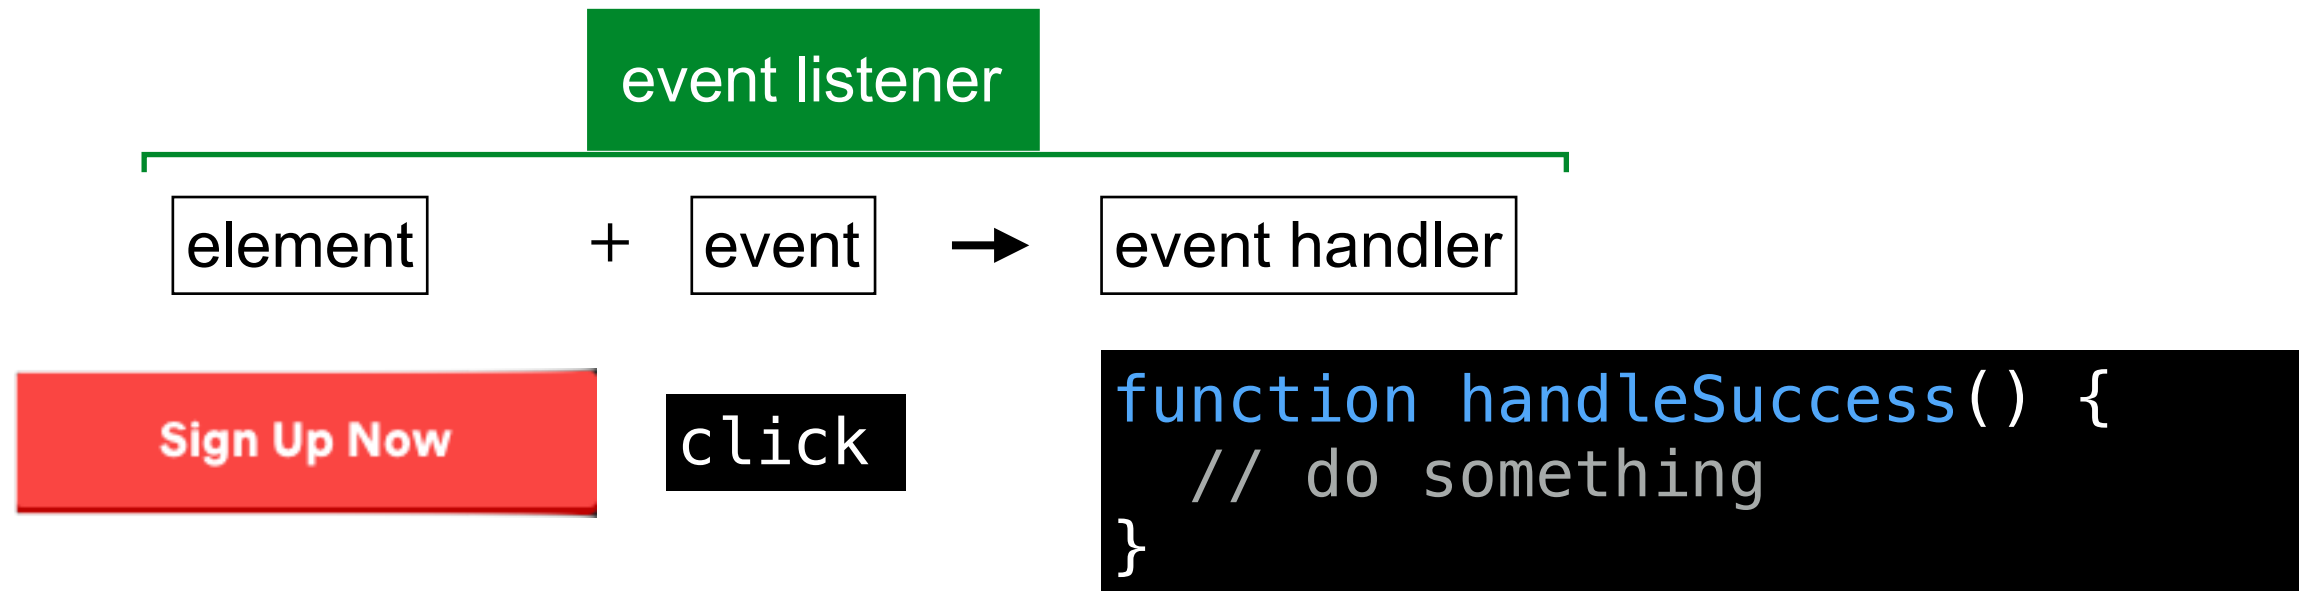 event listener
element + event → event handler
Sign Up Now
click
function handleSuccess() {
  // do something
}